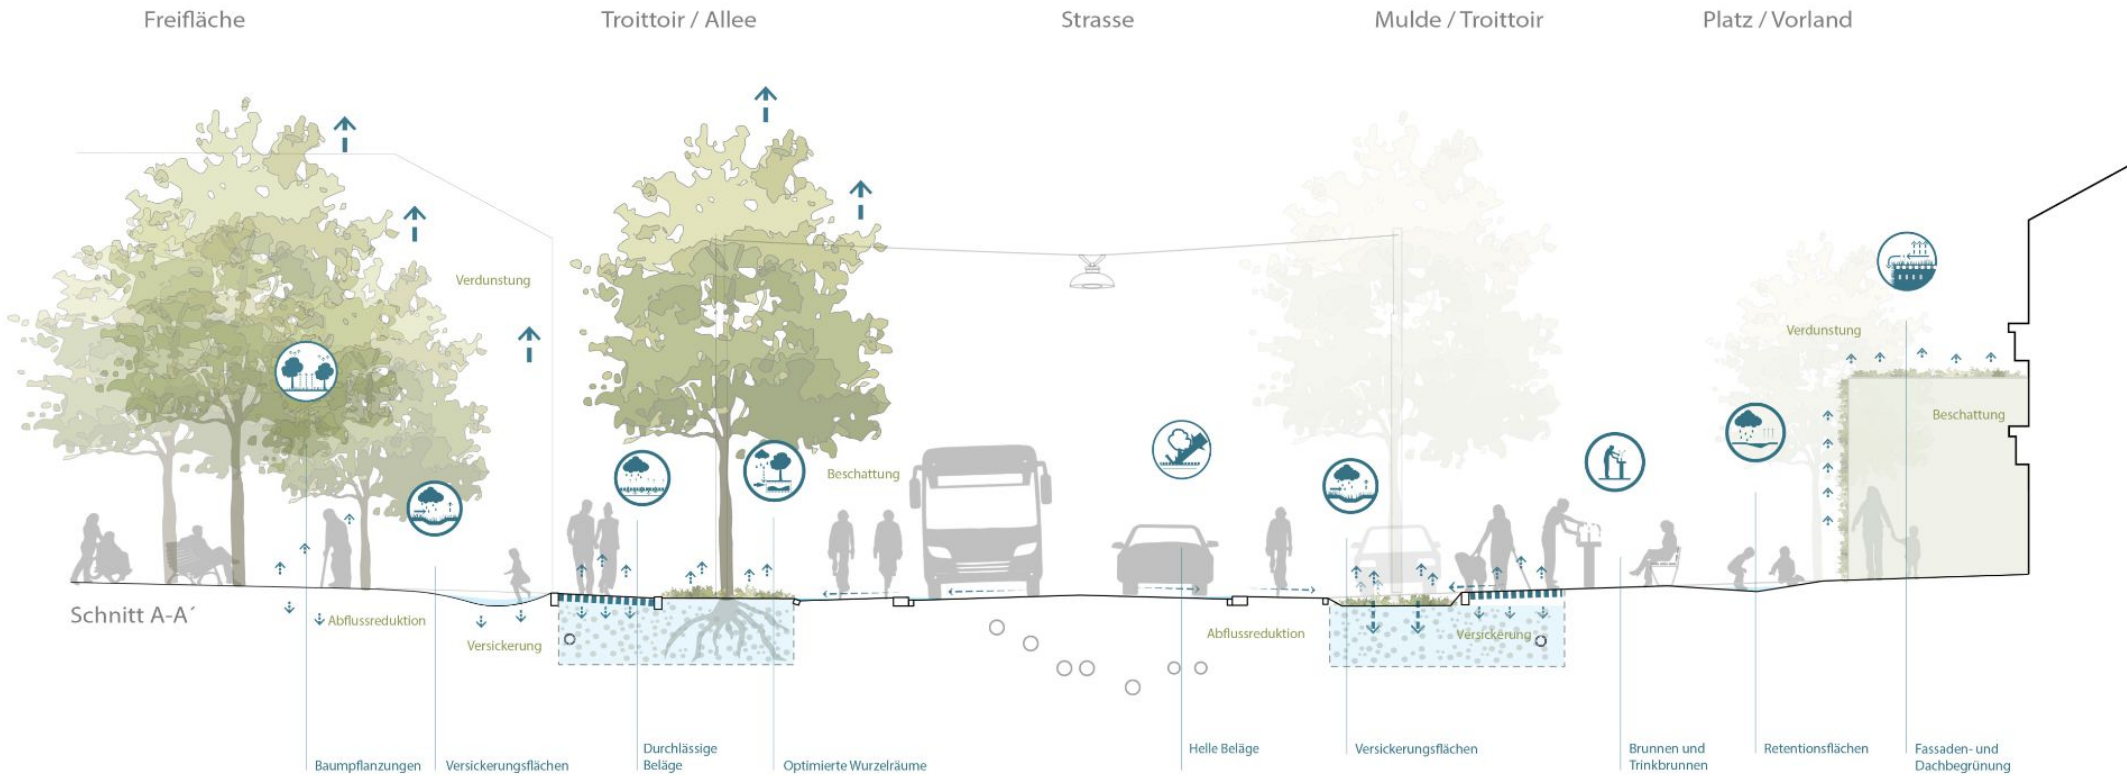 Freifläche
Troittoir / Allee
Strasse
Mulde / Troittoir
Platz / Vorland
Verdunstung
Verdunstung
Beschattung
Beschattung
Schnitt A-A´
Abflussreduktion
Versickerung
Abflussreduktion
Versickerung
Baumpflanzungen
Versickerungsflächen
Durchlässige
Beläge
Optimierte Wurzelräume
Helle Beläge
Versickerungsflächen
Brunnen und
Trinkbrunnen
Retentionsflächen
Fassaden- und
Dachbegrünung